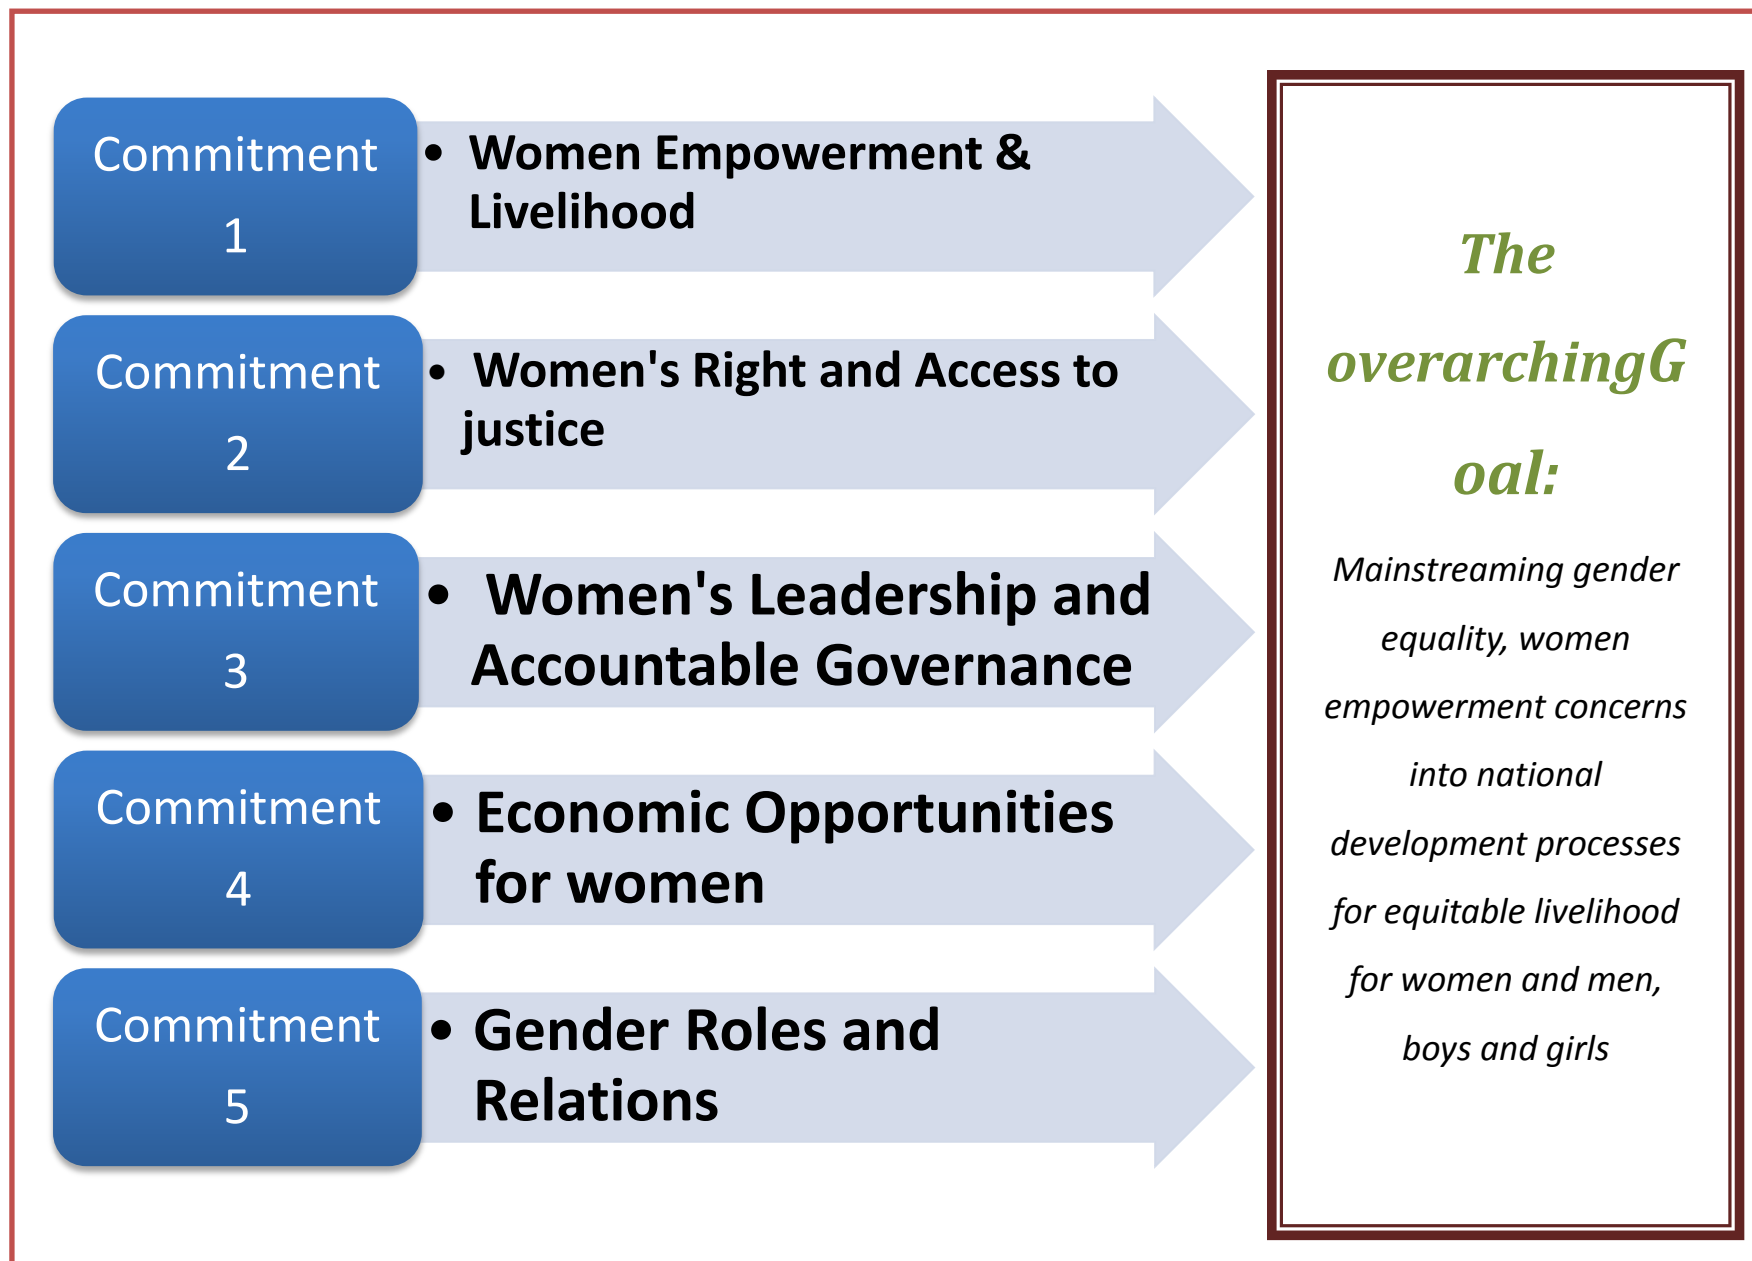 Commitment
1
• Women Empowerment &
Livelihood
Commitment
2
• Women's Right and Access to
justice
Commitment
3
• Women's Leadership and
Accountable Governance
Commitment
4
• Economic Opportunities
for women
Commitment
5
• Gender Roles and
Relations
The
overarchingG
oal:
Mainstreaming gender
equality, women
empowerment concerns
into national
development processes
for equitable livelihood
for women and men,
boys and girls